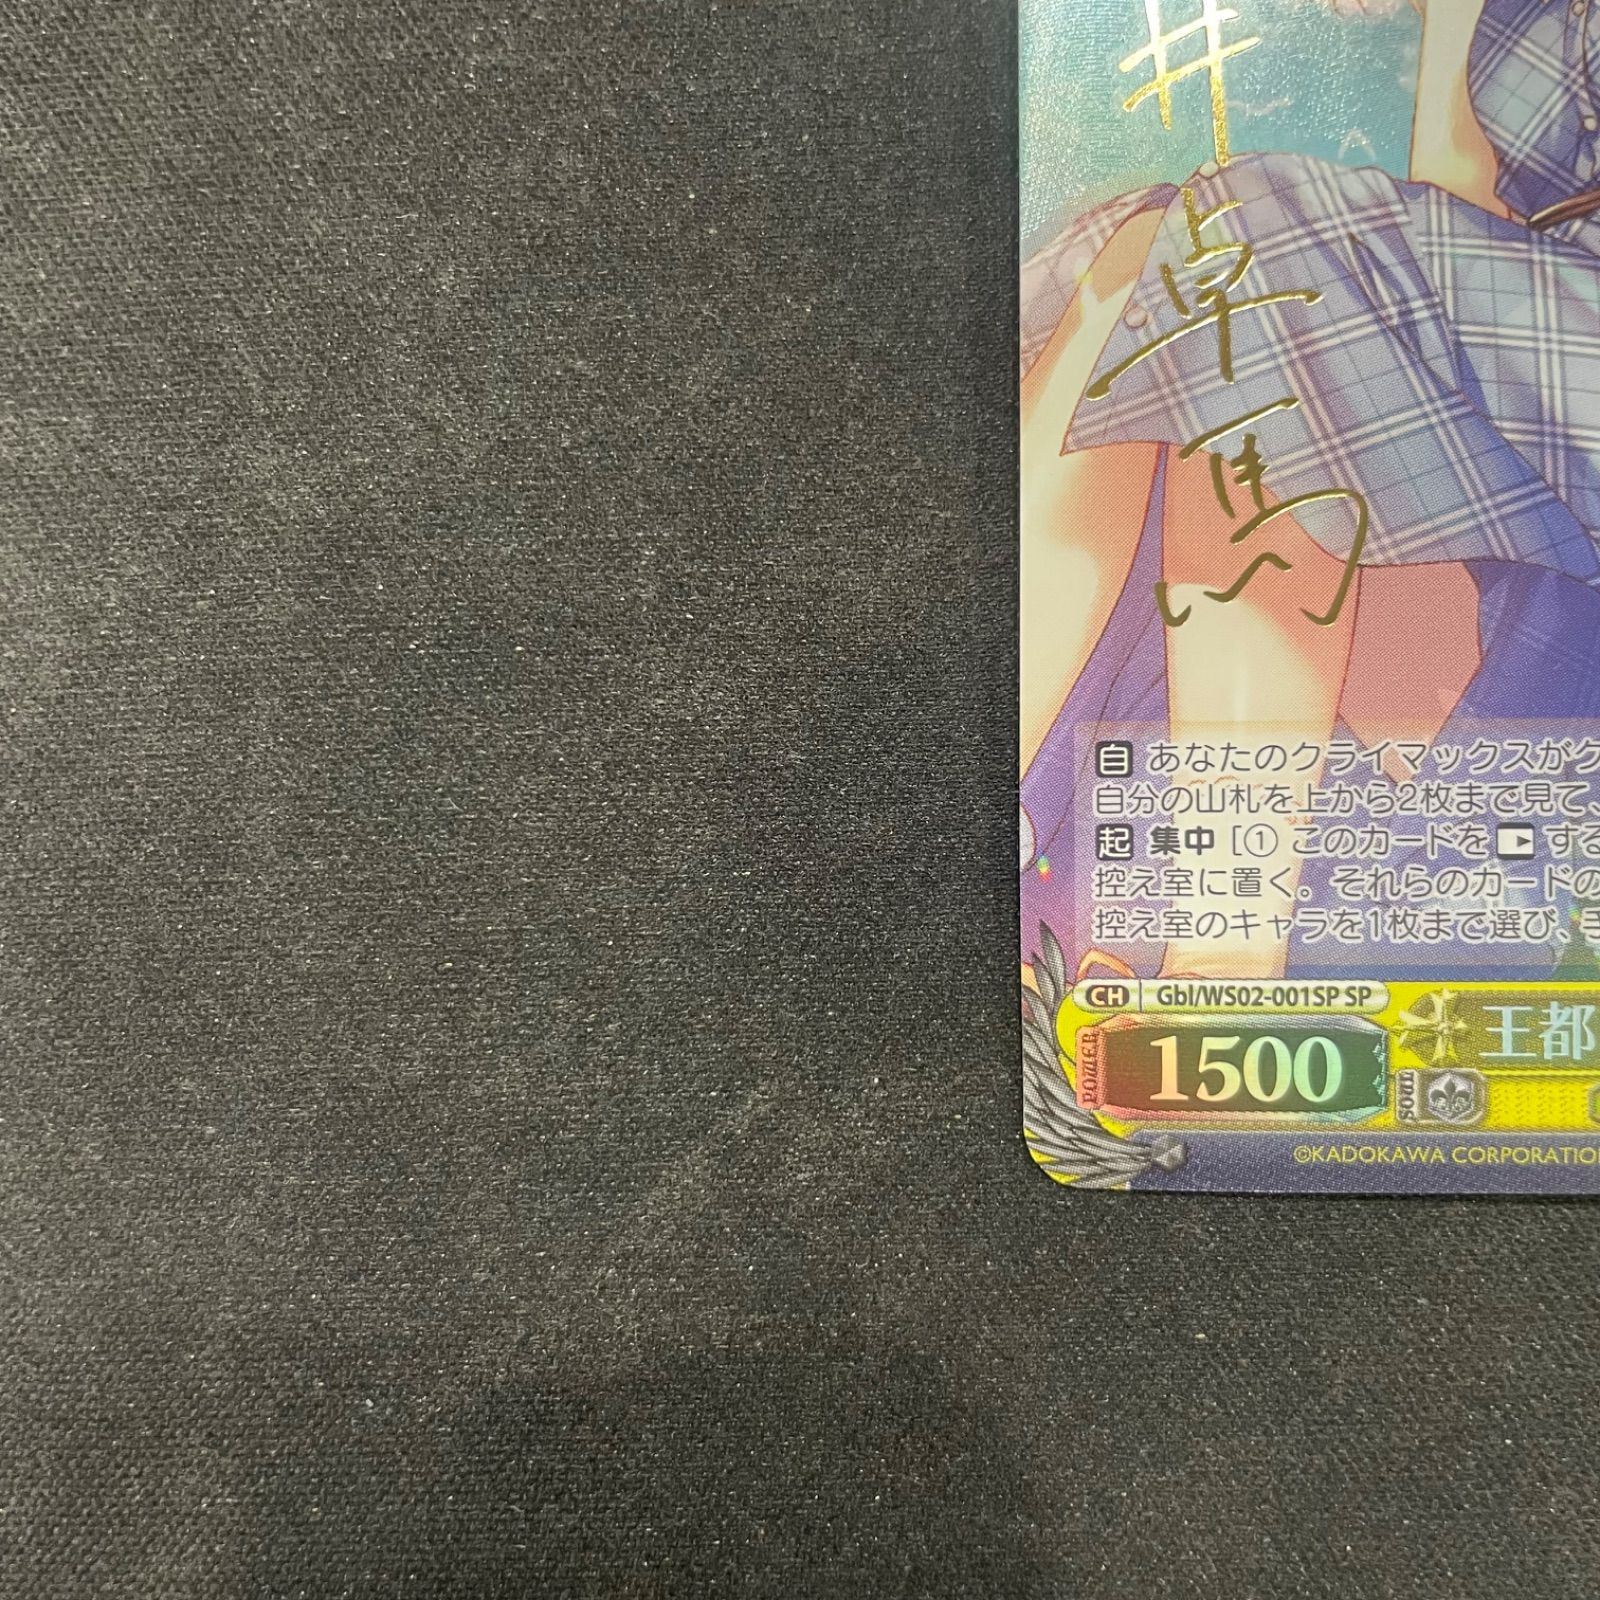 井卓馬
自 あなたのクライマックスがク
自分の山札を上から2枚まで見て、
起 集中 [① このカードを する
控え室に置く。それらのカードの
控え室のキャラを1枚まで選び、手
CH Gbl/WS02-001SP SP
POWER 1500
王都
SOUL
©KADOKAWA CORPORATION